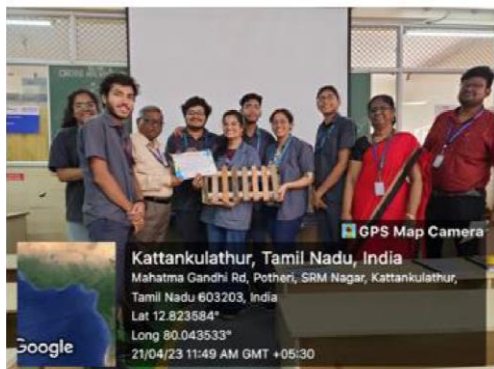 GPS Map Camera
Kattankulathur, Tamil Nadu, India
Mahatma Gandhi Rd, Potheri, SRM Nagar, Kattankulathur,
Tamil Nadu 603203, India
Lat 12.823584°
Long 80.043533°
21/04/23 11:49 AM GMT +05:30
Google